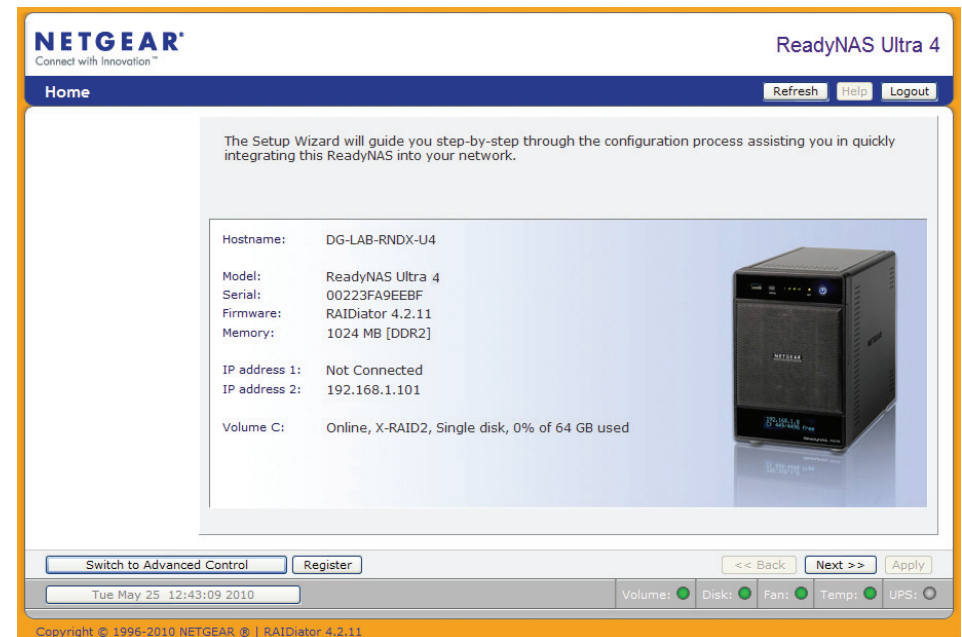 NETGEAR®
Connect with Innovation™
ReadyNAS Ultra 4
Home
Refresh
Help
Logout
The Setup Wizard will guide you step-by-step through the configuration process assisting you in quickly
integrating this ReadyNAS into your network.
Hostname: DG-LAB-RNDX-U4
Model: ReadyNAS Ultra 4
Serial: 00223FA9EEBF
Firmware: RAIDiator 4.2.11
Memory: 1024 MB [DDR2]
IP address 1: Not Connected
IP address 2: 192.168.1.101
Volume C: Online, X-RAID2, Single disk, 0% of 64 GB used
NETGEAR
Switch to Advanced Control
Register
<< Back
Next >>
Apply
Tue May 25 12:43:09 2010
Volume:
Disk:
Fan:
Temp:
UPS:
Copyright © 1996-2010 NETGEAR ® | RAIDiator 4.2.11